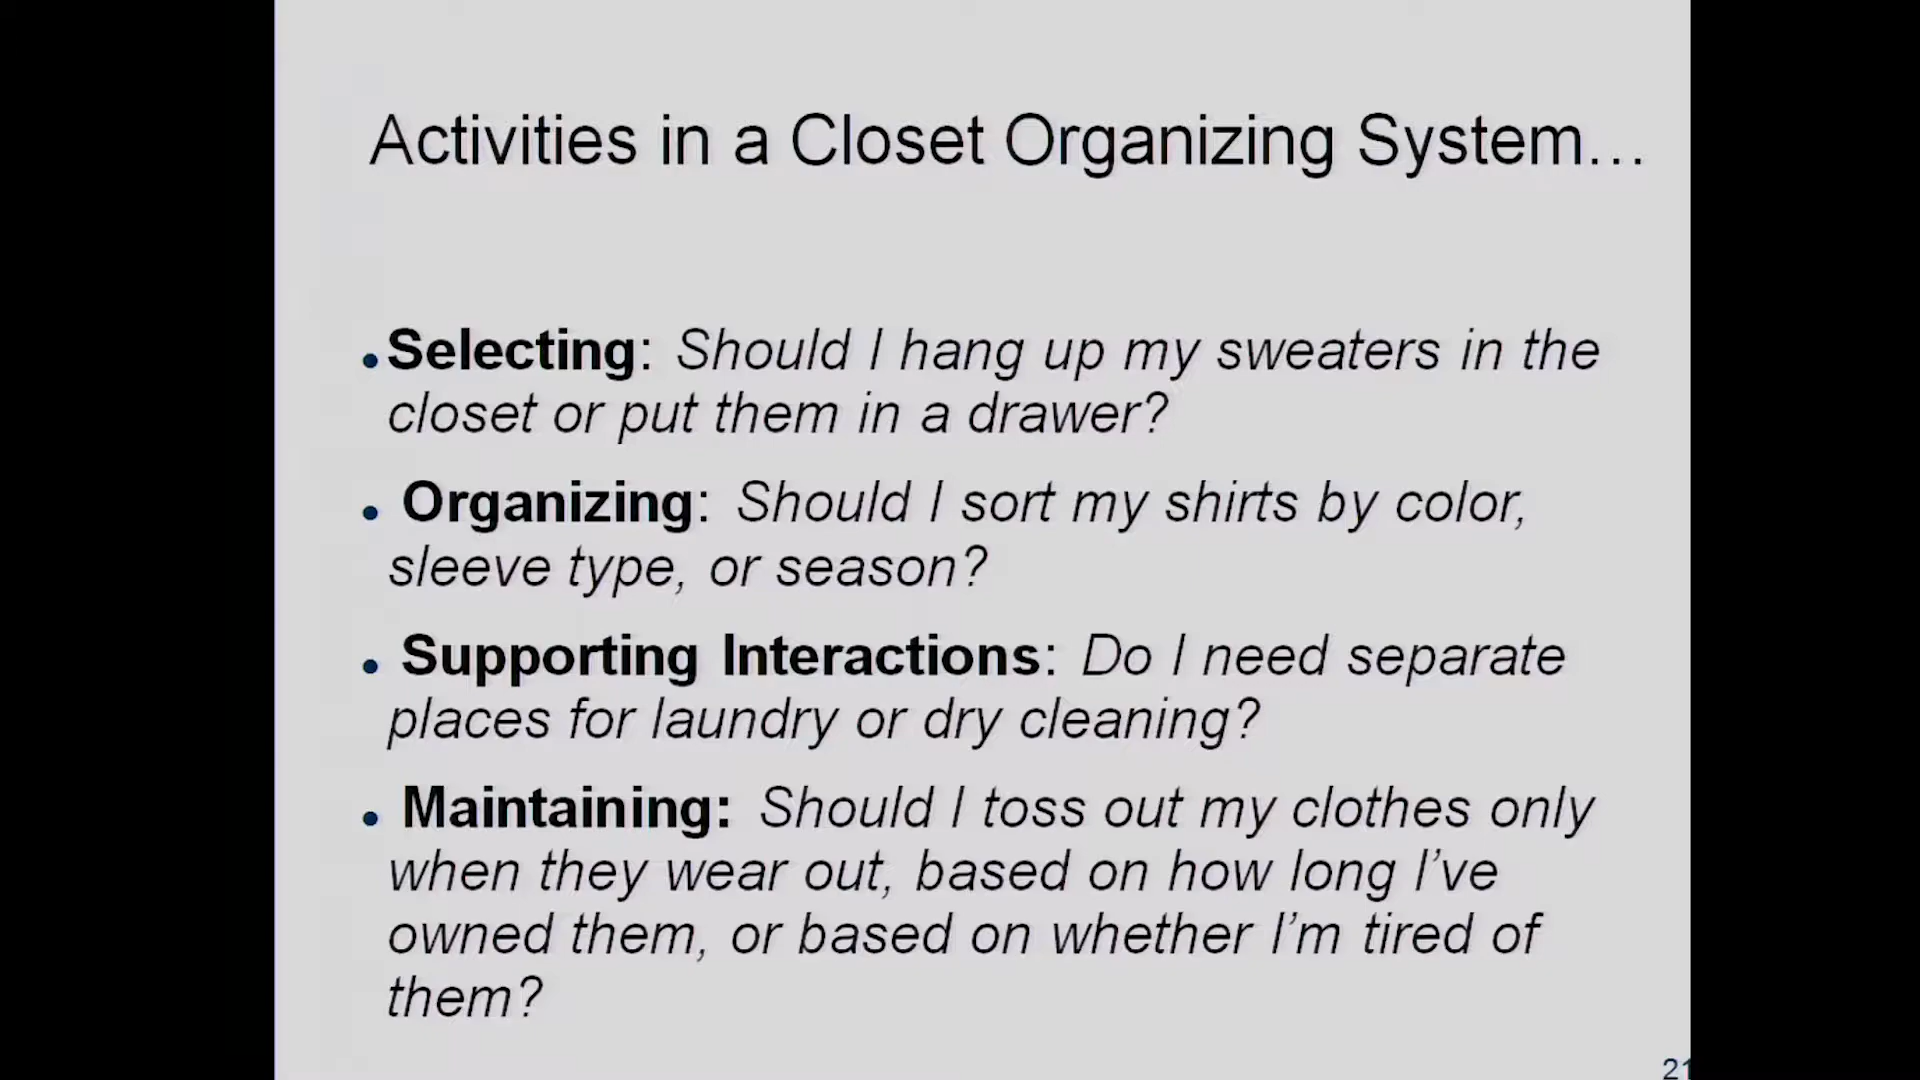 Activities in a Closet Organizing System…
•Selecting: Should I hang up my sweaters in the
closet or put them in a drawer?
• Organizing: Should I sort my shirts by color,
sleeve type, or season?
• Supporting Interactions: Do I need separate
places for laundry or dry cleaning?
• Maintaining: Should I toss out my clothes only
when they wear out, based on how long I’ve
owned them, or based on whether I’m tired of
them?
21